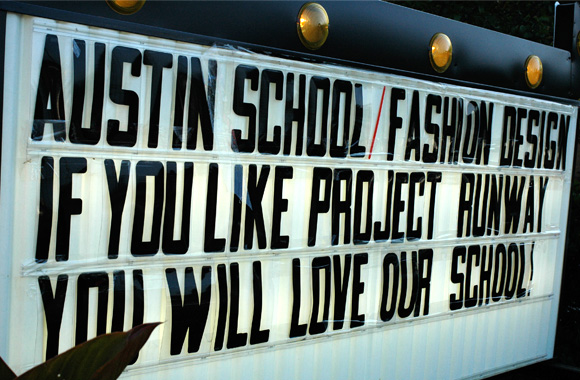 AUSTIN SCHOOL/FASHION DESIGN
IF YOU LIKE PROJECT RUNWAY
YOU WILL LOVE OUR SCHOOL!